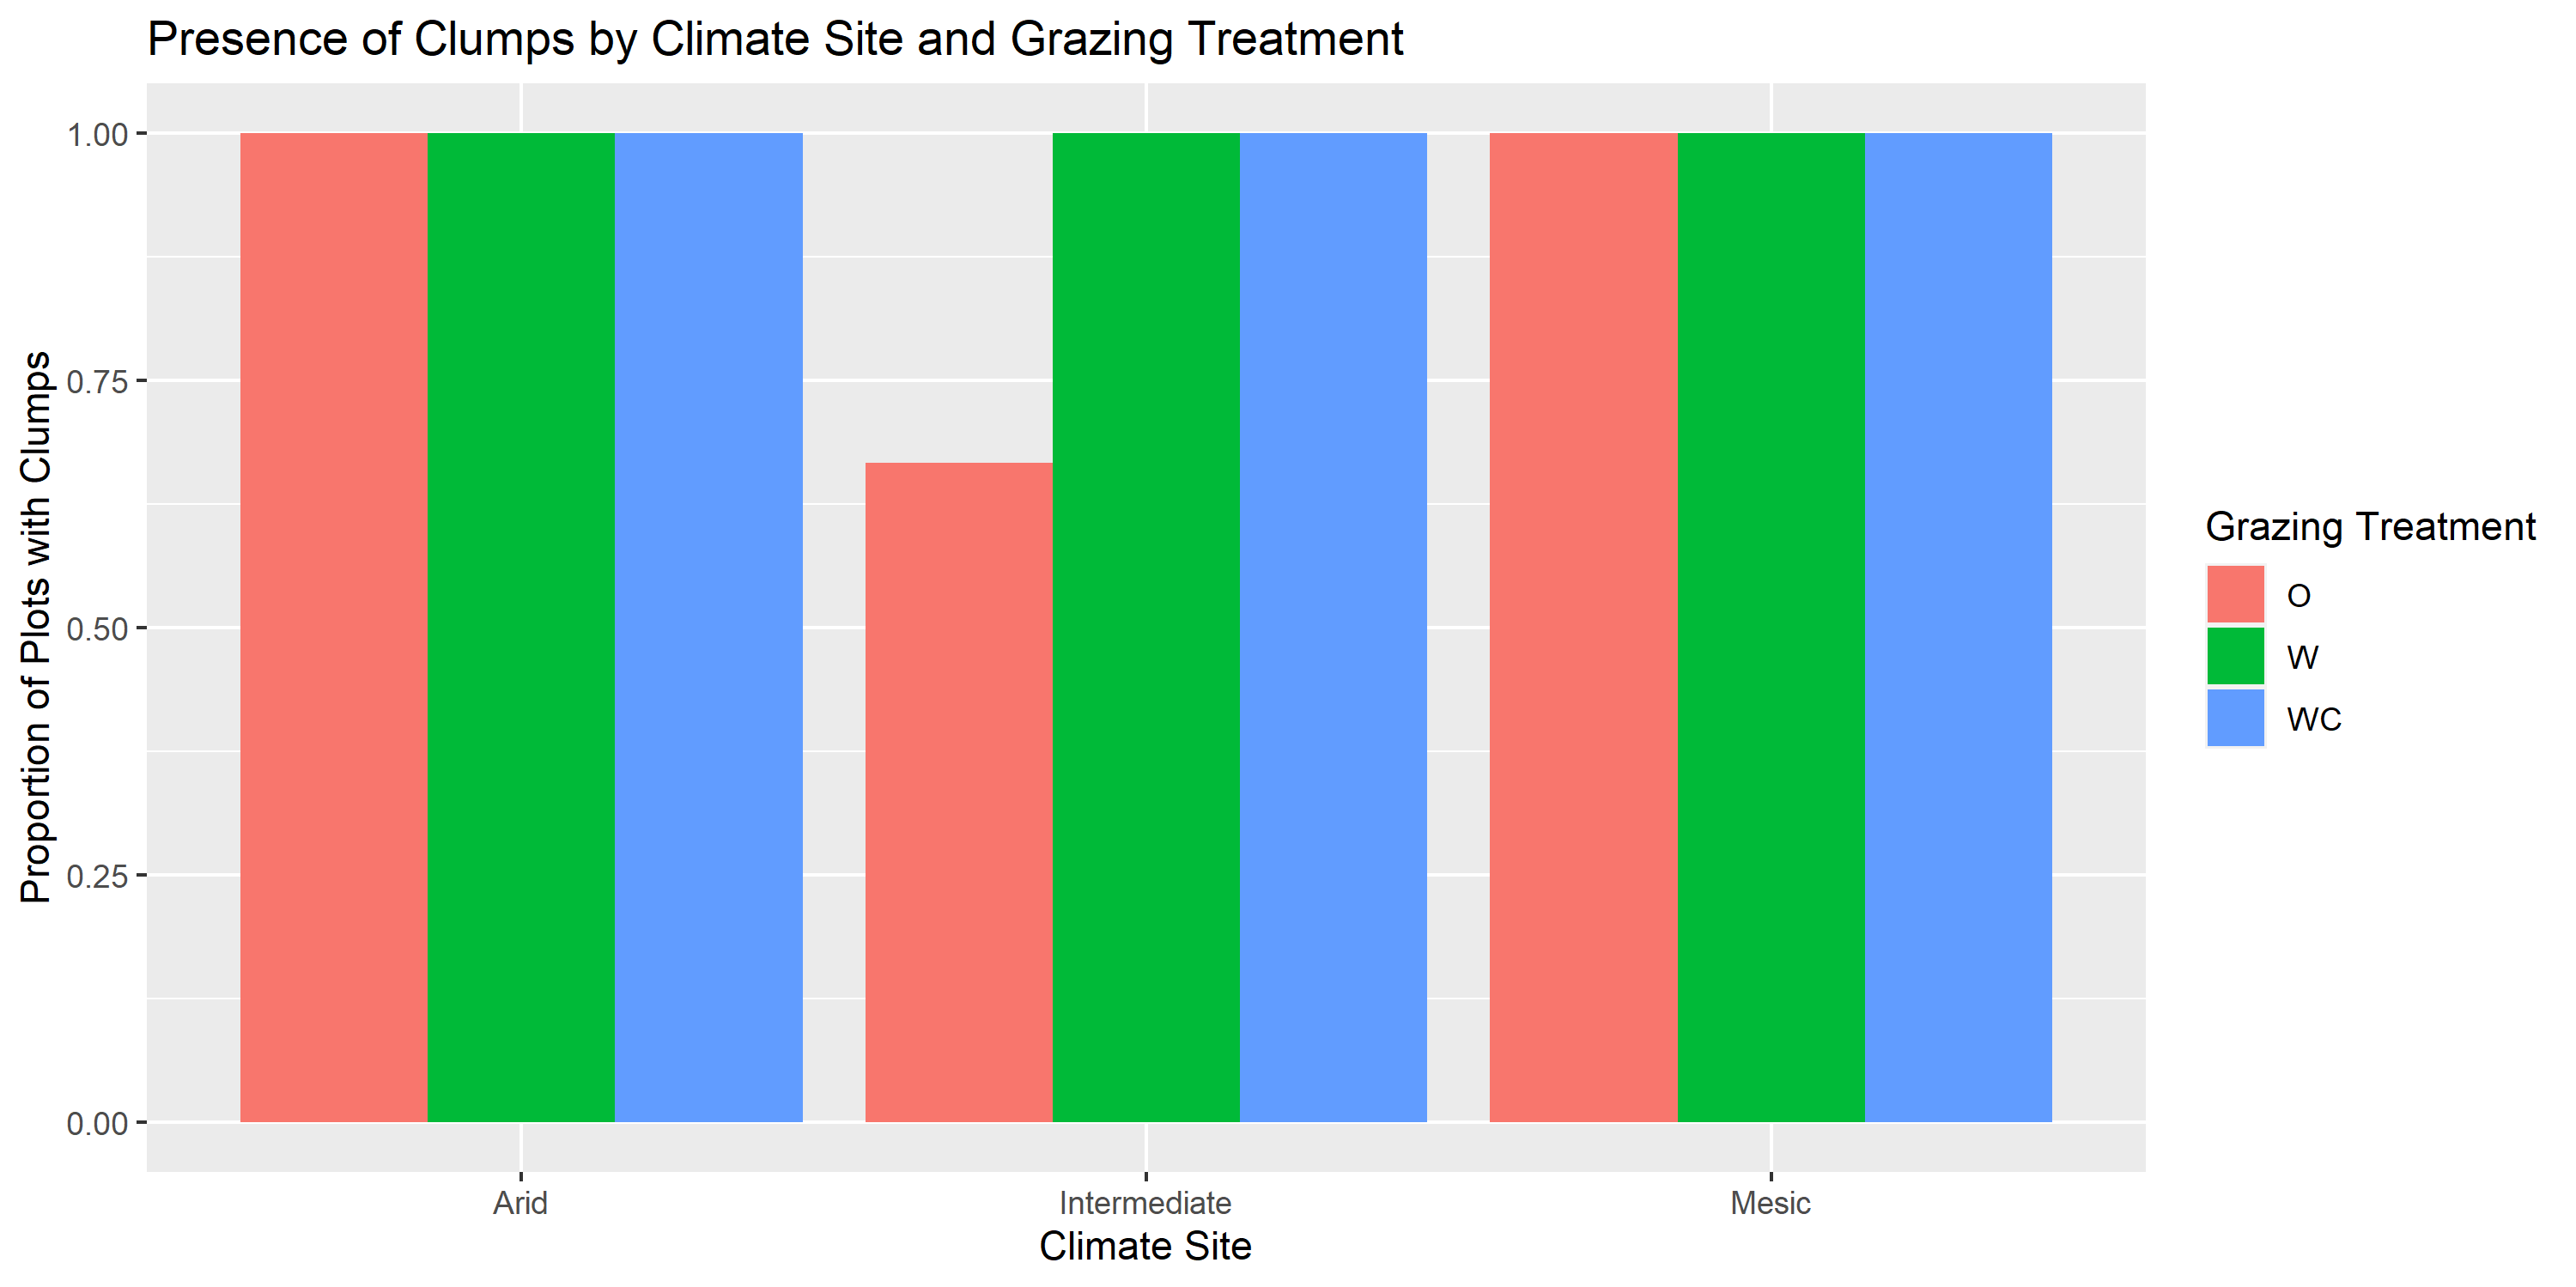 Presence of Clumps by Climate Site and Grazing Treatment
Proportion of Plots with Clumps
1.00
0.75
0.50
0.25
0.00
Arid
Intermediate
Mesic
Climate Site
Grazing Treatment
O
W
WC